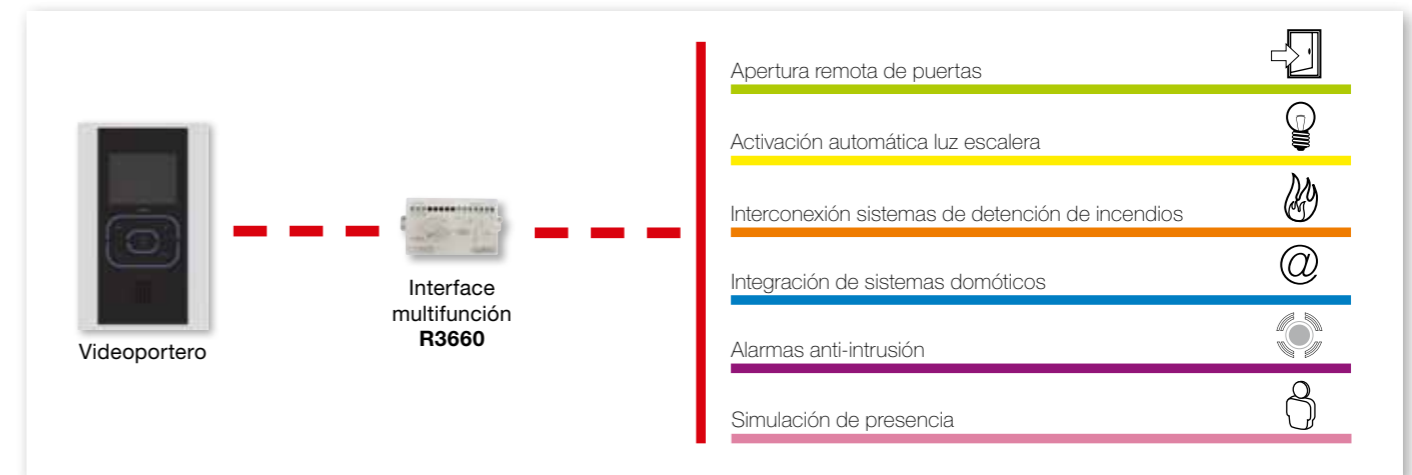 Apertura remota de puertas
Activación automática luz escalera
Interconexión sistemas de detención de incendios
@
Integración de sistemas domóticos
Alarmas anti-intrusión
Simulación de presencia
Videoportero
Interface
multifunción
R3660